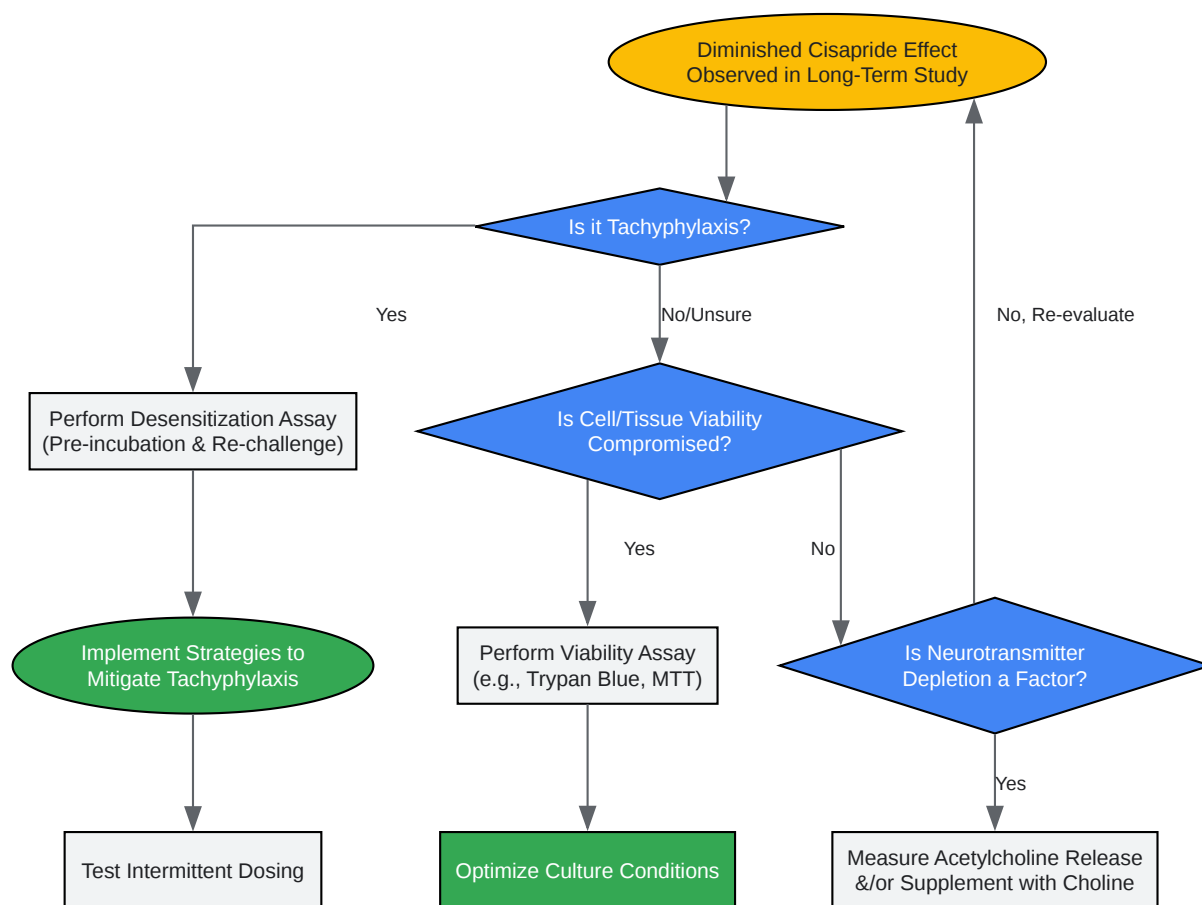 Diminished Cisapride Effect
Observed in Long-Term Study
Is it Tachyphylaxis?
Yes
No/Unsure
No, Re-evaluate
Perform Desensitization Assay
(Pre-incubation & Re-challenge)
Is Cell/Tissue Viability
Compromised?
Yes
No
Implement Strategies to
Mitigate Tachyphylaxis
Perform Viability Assay
(e.g., Trypan Blue, MTT)
Is Neurotransmitter
Depletion a Factor?
Yes
Test Intermittent Dosing
Optimize Culture Conditions
Measure Acetylcholine Release
&/or Supplement with Choline